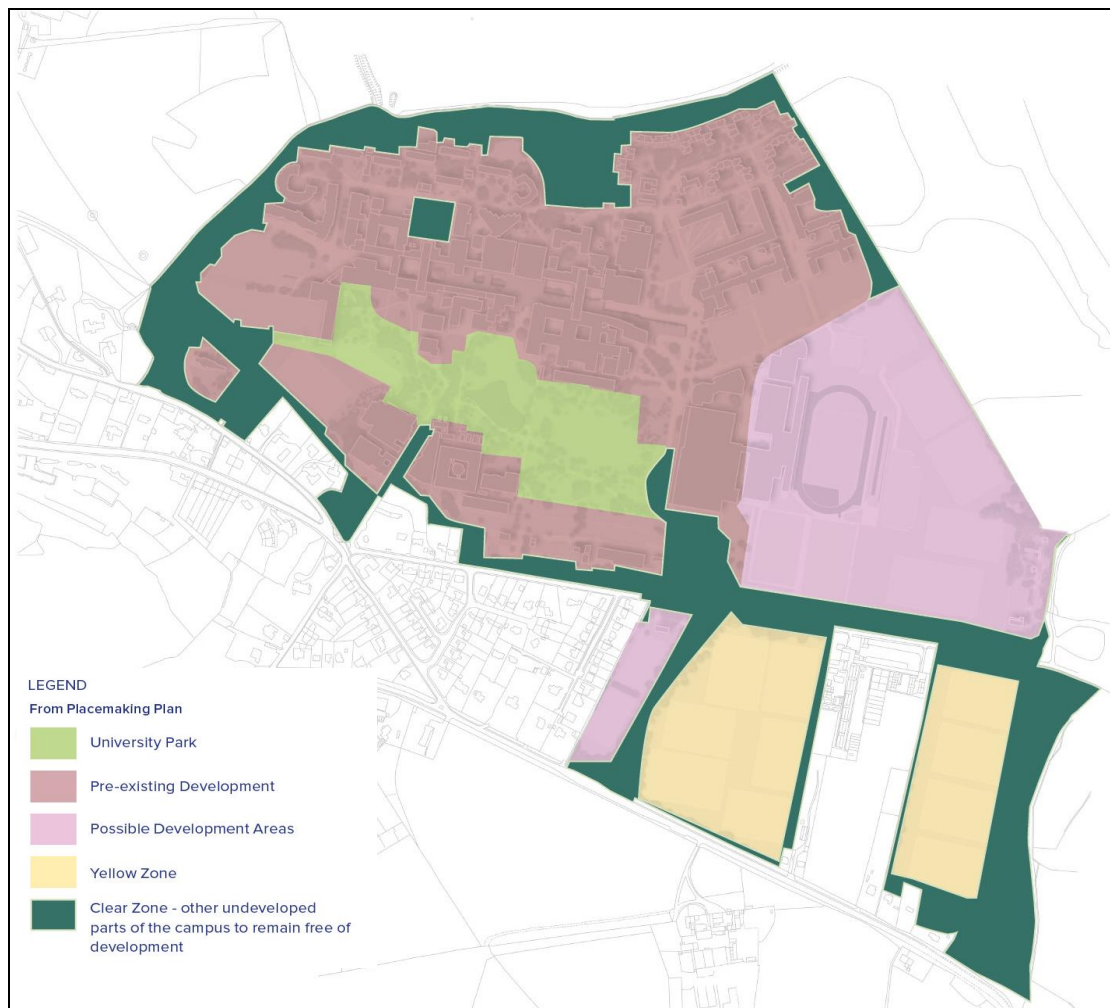 LEGEND
From Placemaking Plan
University Park
Pre-existing Development
Possible Development Areas
Yellow Zone
Clear Zone - other undeveloped
parts of the campus to remain free of
development